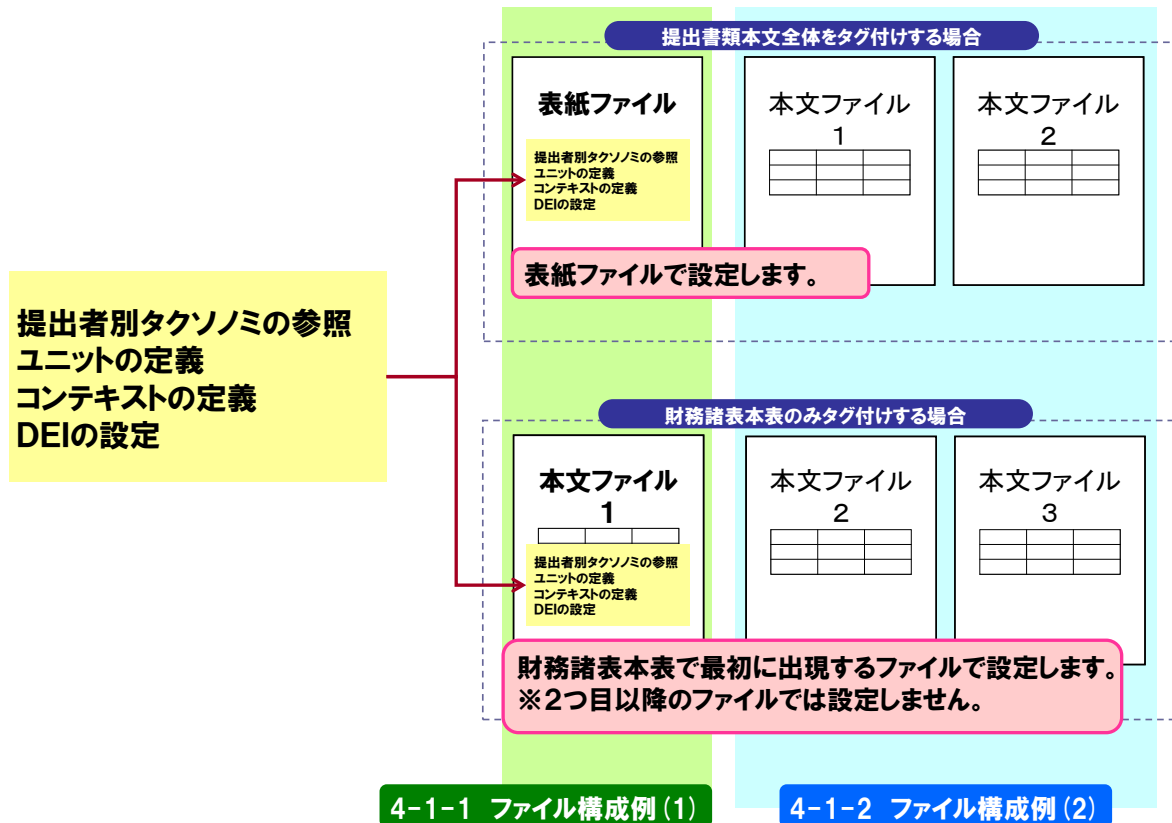 提出書類本文全体をタグ付けする場合
表紙ファイル
提出者別タクソノミの参照
ユニットの定義
コンテキストの定義
DEIの設定
本文ファイル
1
本文ファイル
2
表紙ファイルで設定します。
提出者別タクソノミの参照
ユニットの定義
コンテキストの定義
DEIの設定
財務諸表本表のみタグ付けする場合
本文ファイル
1
提出者別タクソノミの参照
ユニットの定義
コンテキストの定義
DEIの設定
本文ファイル
2
本文ファイル
3
財務諸表本表で最初に出現するファイルで設定します。
※2つ目以降のファイルでは設定しません。
4-1-1 ファイル構成例(1)
4-1-2 ファイル構成例(2)